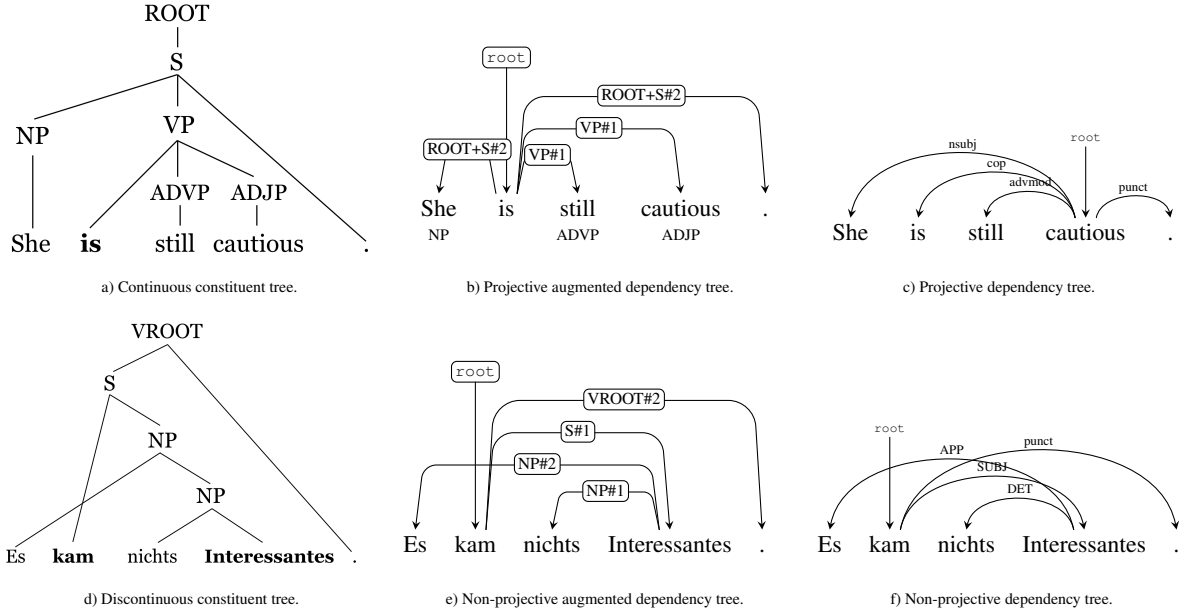 ROOT
S
NP
VP
ADVP ADJP
She is still cautious .
a) Continuous constituent tree.
root
ROOT+S#2
VP#1
ROOT+S#2 VP#1
She is still cautious .
NP ADVP ADJP
b) Projective augmented dependency tree.
root
nsubj
cop
advmod
punct
She is still cautious .
c) Projective dependency tree.
VROOT
S
NP
NP
Es kam nichts Interessantes .
d) Discontinuous constituent tree.
root
VROOT#2
S#1
NP#2
NP#1
Es kam nichts Interessantes .
e) Non-projective augmented dependency tree.
root
punct
APP
SUBJ
DET
Es kam nichts Interessantes .
f) Non-projective dependency tree.